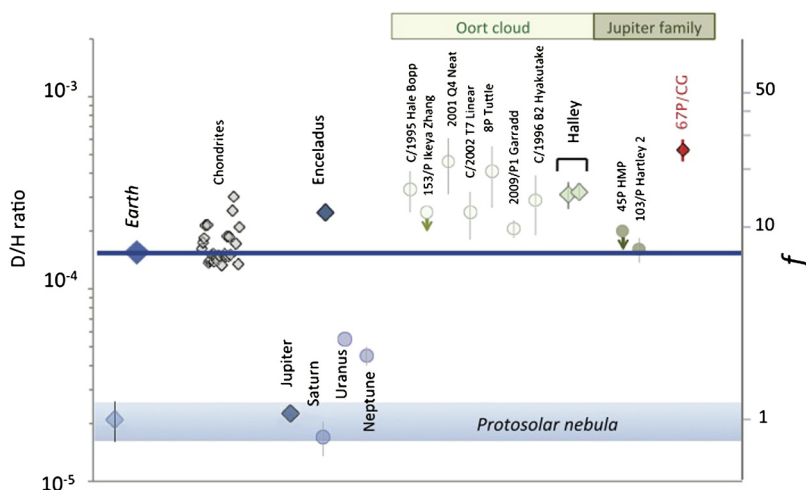 Oort cloud
Jupiter family
10-3
10-4
10-5
D/H ratio
50
10
1
f
Earth
Chondrites
Enceladus
C/1995 Hale Bopp
153/P Ikeya Zhang
2001 Q4 Neat
C/2002 T7 Linear
8P Tuttle
2009/P1 Garradd
C/1996 B2 Hyakutake
Halley
45P HMP
103/P Hartley 2
67P/CG
Jupiter
Saturn
Uranus
Neptune
Protosolar nebula